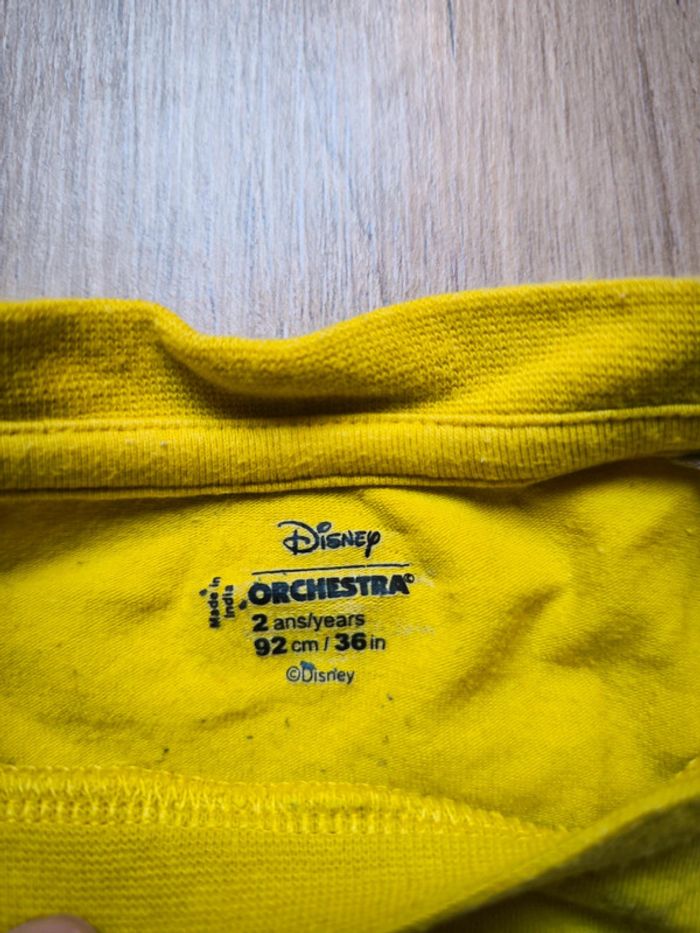 Disney
ORCHESTRA©
Made in
India
2 ans/years
92 cm / 36 in
©Disney